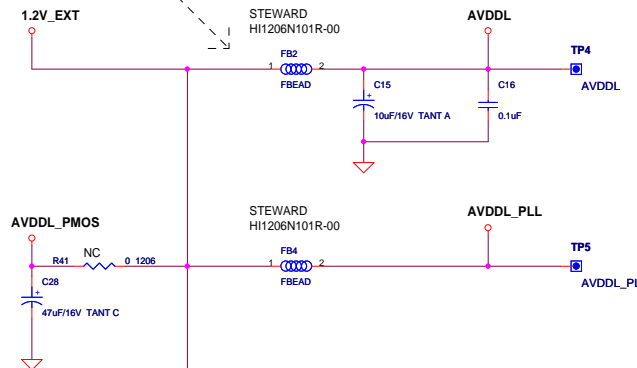 1.2V_EXT
STEWARD
HI1206N101R-00
AVDDL
FB2
1
2
FBEAD
TP4
AVDDL
C15
+
10uF/16V TANT A
C16
0.1uF
AVDDL_PMOS
STEWARD
HI1206N101R-00
AVDDL_PLL
R41
NC
0 1206
FB4
1
2
FBEAD
TP5
AVDDL_PL
C28
+
47uF/16V TANT C